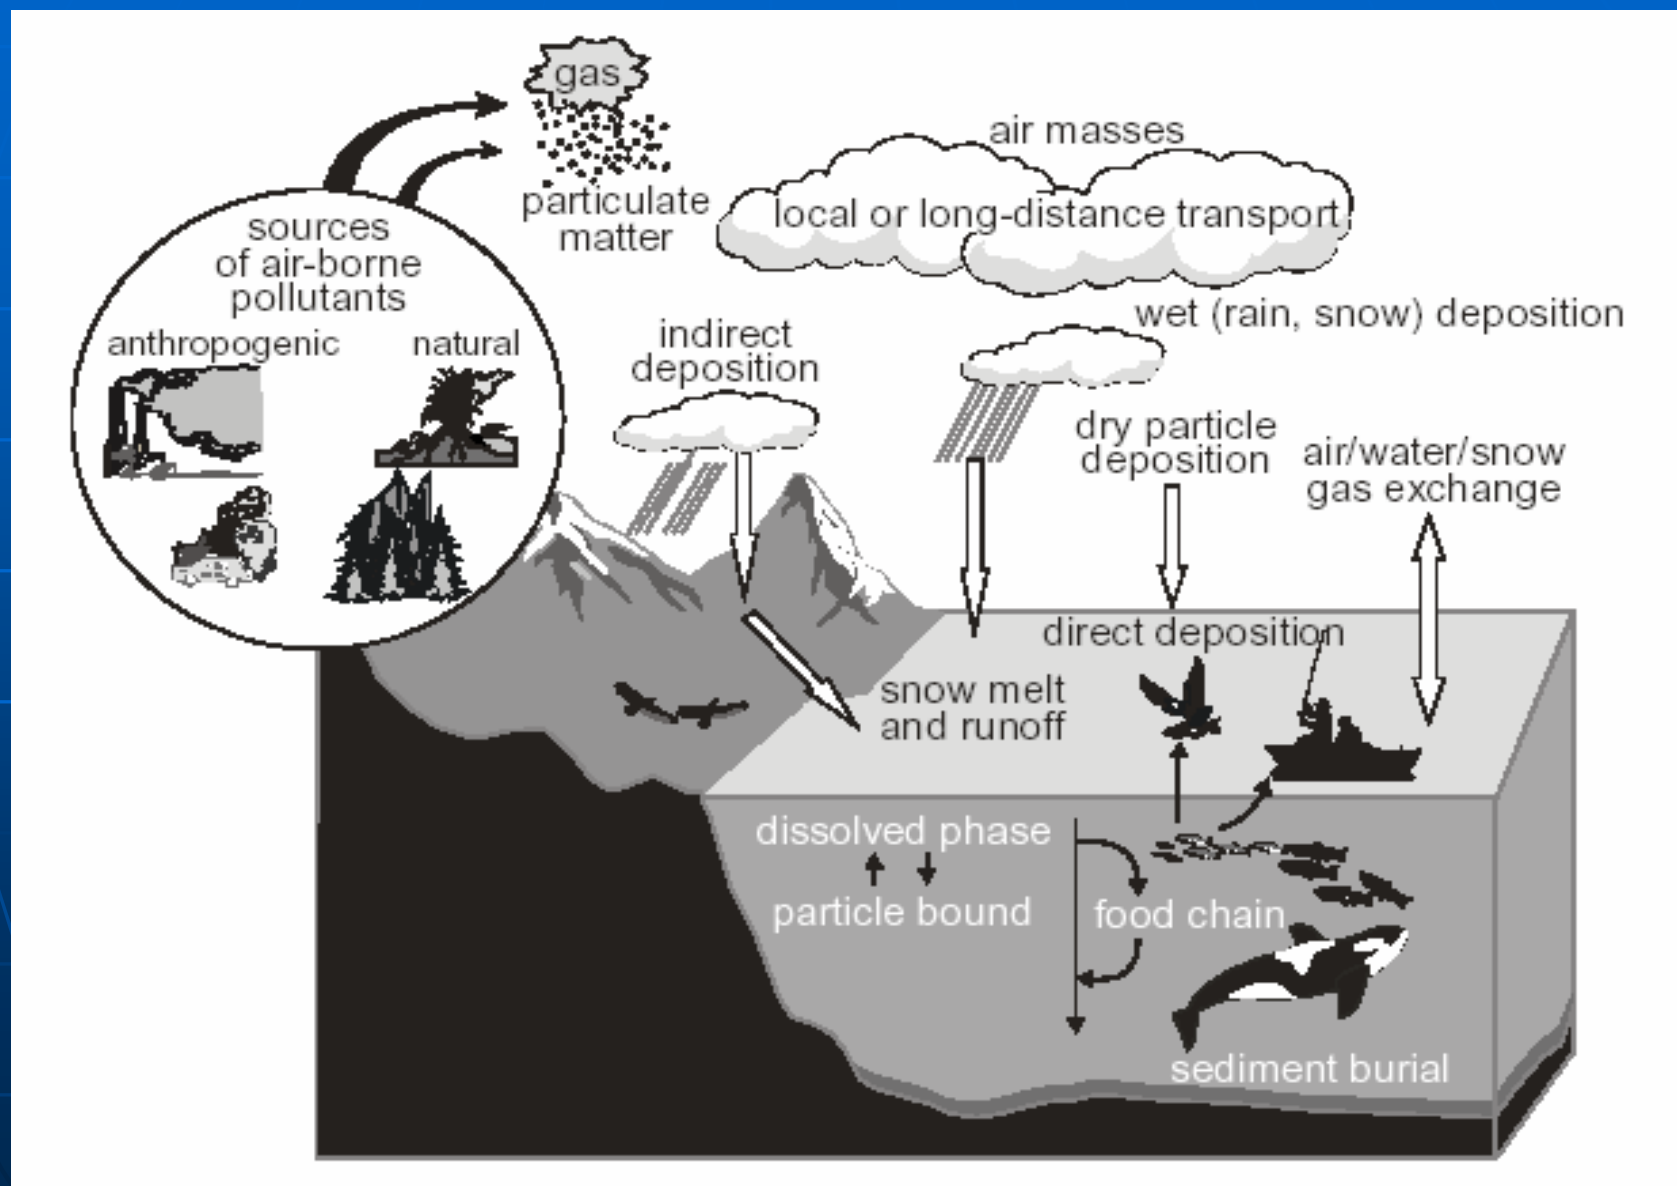 gas
particulate
matter
sources
of air-borne
pollutants
anthropogenic
natural
air masses
local or long-distance transport
wet (rain, snow) deposition
indirect
deposition
dry particle
deposition
air/water/snow
gas exchange
direct deposition
snow melt
and runoff
dissolved phase
particle bound
food chain
sediment burial